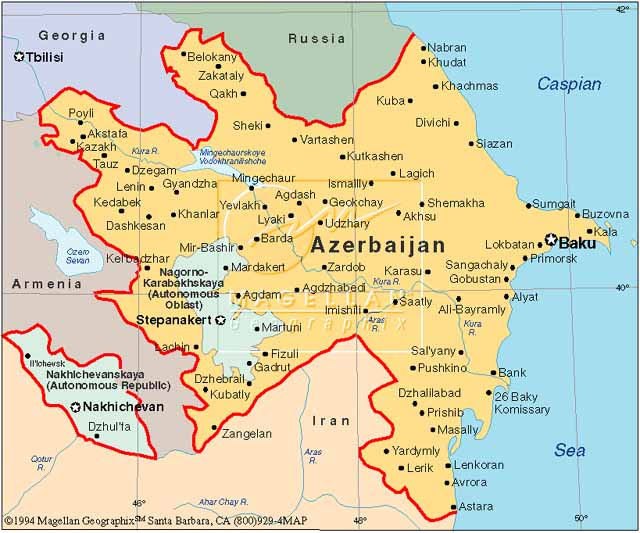 42°
42°
Georgia
Russia
Tbilisi
Caspian
Sea
Belokany
Zakataly
Qakh
Nabran
Khudat
Khachmas
Kuba
Divichi
Siazan
Poyli
Akstafa
Kazakh
Tauz
Kura R.
Sheki
Vartashen
Mingechaurskoye
Vodokhranilishche
Kutkashen
Dzegam
Lenin
Gyandzha
Mingechaur
Ismailly
Lagich
Kedabek
Dashkesan
Khanlar
Yevlakh
Agdash
Lyaki
Geokchay
Udzhary
Shemakha
Akhsu
Sumgait
Buzovna
Kala
Baku
Lokbatan
Primorsk
Ozero
Sevan
Mir-Bashir
Barda
Azerbaijan
Kelbadzhar
Armenia
Nagorno-
Karabakhskaya
(Autonomous
Oblast)
Mardakert
Zardob
Karasu
Kura R.
Sangachaly
Gobustan
40°
Agdam
Agdzhabedi
MAGELLAN
Geographix
Stepanakert
Imishili
Saatly
Ali-Bayramly
Alyat
Martuni
Aras
R.
Kura
R.
Lachin
Fizuli
Gadrut
Sal'yany
Il'ichevsk
Nakhichevanskaya
(Autonomous Republic)
Dzhebrail
Kubatly
Pushkino
Bank
Nakhichevan
Dzhalilabad
26 Baky
Komissary
Iran
Prishib
Masally
Dzhul'fa
Zangelan
Qotur
R.
Aras
R.
Yardymly
Lerik
Lenkoran
Avrora
Ahar Chay R.
Astara
46°
48°
50°
©1994 Magellan Geographix℠ Santa Barbara, CA (800)929-4MAP